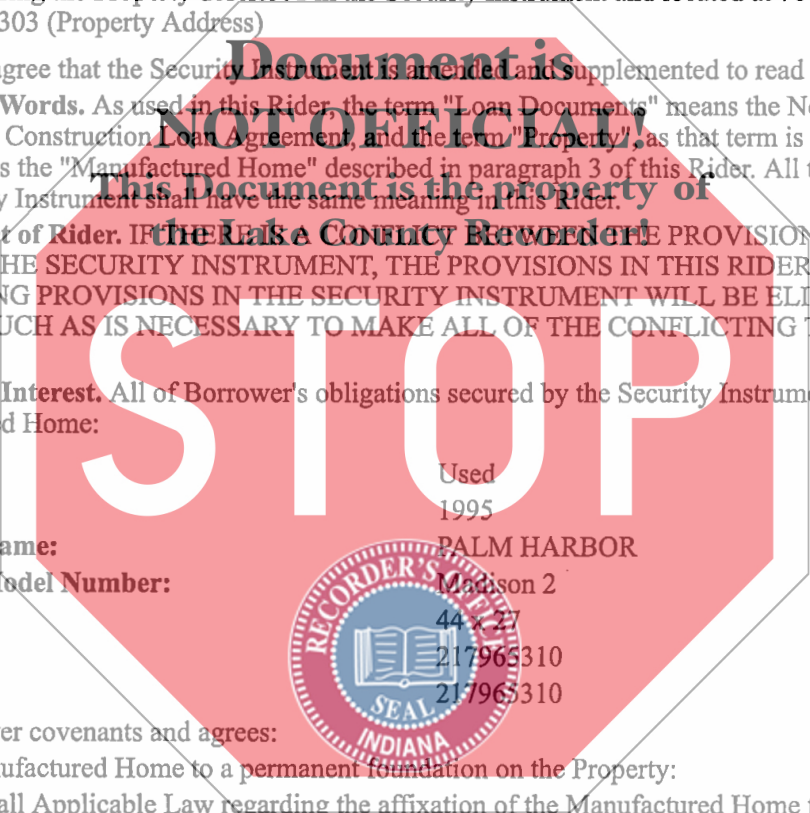 303 (Property Address)
Document is
gree that the Security Instrument is amended and supplemented to read
Words. As used in this Rider, the term "Loan Documents" means the No
NOT OFFICIAL!
Construction Loan Agreement, and the term "Property", as that term is
s the "Manufactured Home" described in paragraph 3 of this Rider. All t
This Document is the property of
y Instrument shall have the same meaning in this Rider.
the Lake County Recorder!
t of Rider. IF THERE IS A CONFLICT BETWEEN THE PROVISION
HE SECURITY INSTRUMENT, THE PROVISIONS IN THIS RIDER
NG PROVISIONS IN THE SECURITY INSTRUMENT WILL BE ELI
UCH AS IS NECESSARY TO MAKE ALL OF THE CONFLICTING T
STOP
Interest. All of Borrower's obligations secured by the Security Instrume
d Home:
Used
1995
ame: PALM HARBOR
odel Number: Madison 2
44 x 27
217965310
217965310
RECORDER'S OFFICE
SEAL
INDIANA
er covenants and agrees:
ufactured Home to a permanent foundation on the Property:
all Applicable Law regarding the affixation of the Manufactured Home